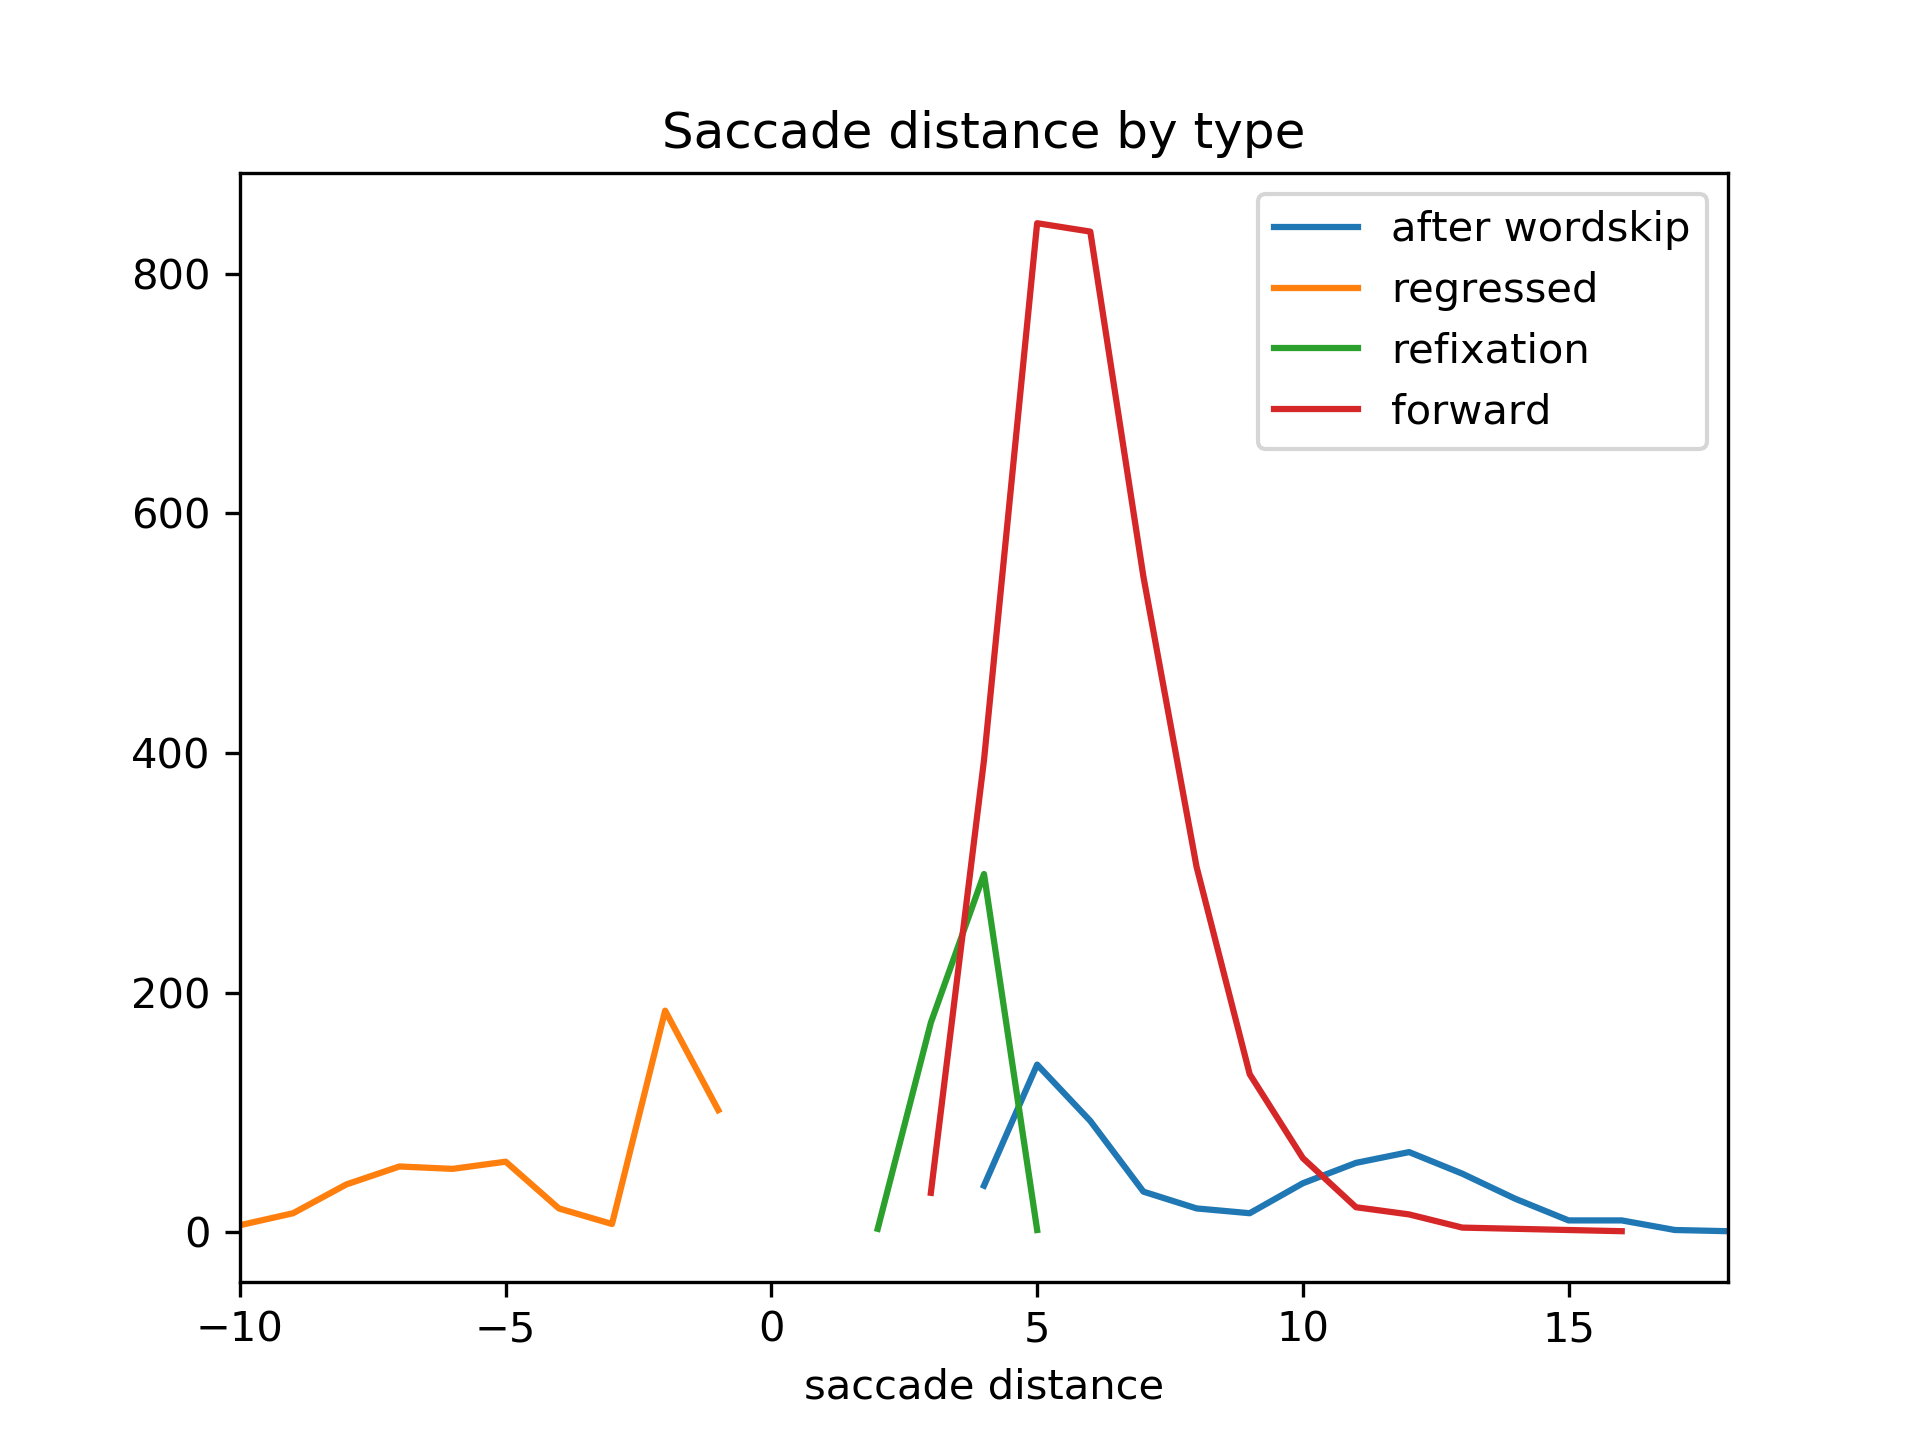 Saccade distance by type
after wordskip
regressed
refixation
forward
800
600
400
200
0
−10 −5 0 5 10 15
saccade distance